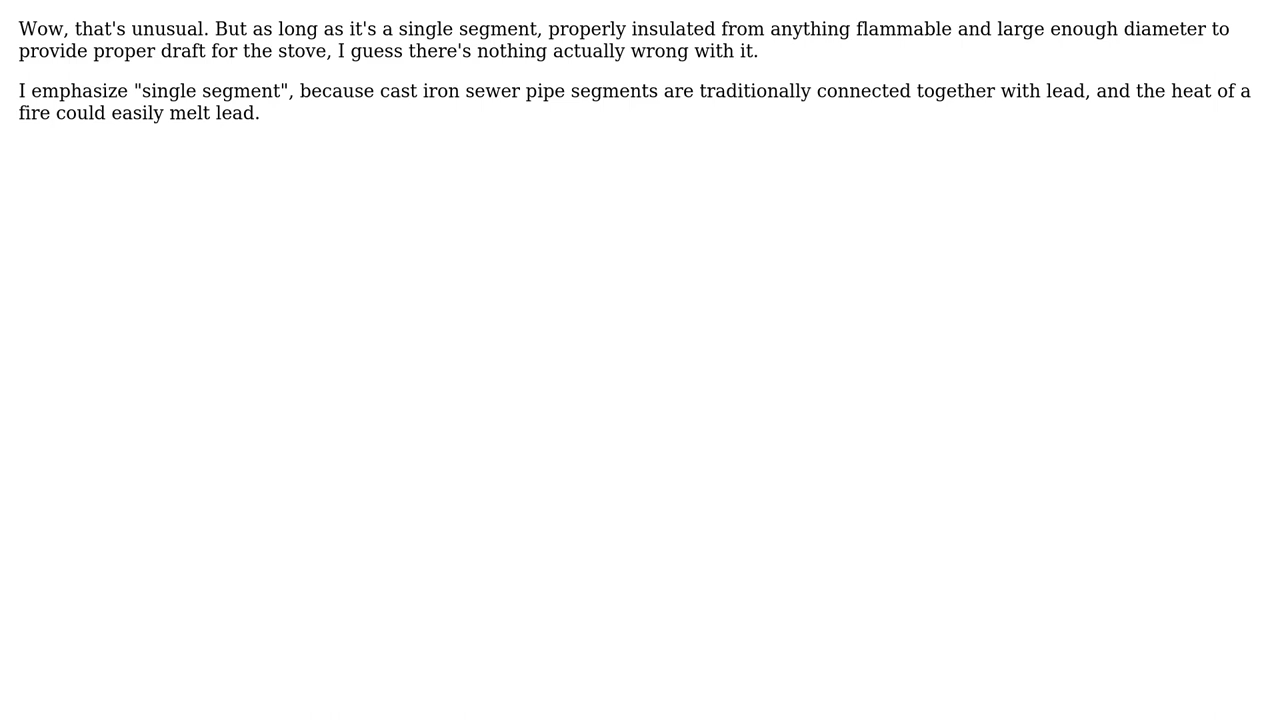 Wow, that's unusual. But as long as it's a single segment, properly insulated from anything flammable and large enough diameter to
provide proper draft for the stove, I guess there's nothing actually wrong with it.
I emphasize "single segment", because cast iron sewer pipe segments are traditionally connected together with lead, and the heat of a
fire could easily melt lead.